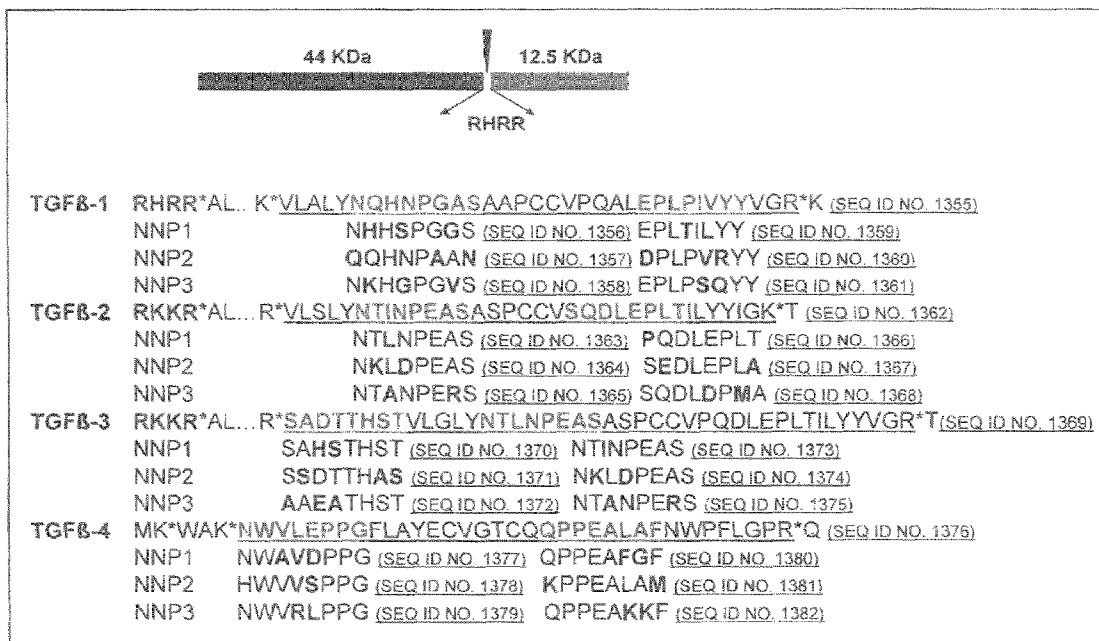 44 KDa 12.5 KDa
RHRR
TGFß-1 RHRR*AL.. K*VLALYNQHNPGASAAPCCVPQALEPLPIVYYVGR*K (SEQ ID NO. 1355)
NNP1 NHHSPGGS (SEQ ID NO. 1356) EPLTILYY (SEQ ID NO. 1359)
NNP2 QQHNPAAN (SEQ ID NO. 1357) DPLPVRYY (SEQ ID NO. 1360)
NNP3 NKHGPGVS (SEQ ID NO. 1358) EPLPSQYY (SEQ ID NO. 1361)
TGFß-2 RKKR*AL...R*VLSLYNTINPEASASPCCVSQDLEPLTILYYIGK*T (SEQ ID NO. 1362)
NNP1 NTLNPEAS (SEQ ID NO. 1363) PQDLEPLT (SEQ ID NO. 1366)
NNP2 NKLDPEAS (SEQ ID NO. 1364) SEDLEPLA (SEQ ID NO. 1367)
NNP3 NTANPERS (SEQ ID NO. 1365) SQDLDPMA (SEQ ID NO. 1368)
TGFß-3 RKKR*AL...R*SADTTHSTVLGLYNTLNPEASASPCCVPQDLEPLTILYYVGR*T(SEQ ID NO. 1369)
NNP1 SAHSTHST (SEQ ID NO. 1370) NTINPEAS (SEQ ID NO. 1373)
NNP2 SSDTTHAS (SEQ ID NO. 1371) NKLDPEAS (SEQ ID NO. 1374)
NNP3 AAEATHST (SEQ ID NO. 1372) NTANPERS (SEQ ID NO. 1375)
TGFß-4 MK*WAK*NWVLEPPGFLAYECVGTCQQPPEALAFNWPFLGPR*Q (SEQ ID NO. 1376)
NNP1 NWAVDPPG (SEQ ID NO. 1377) QPPEAFGF (SEQ ID NO. 1380)
NNP2 HWVVSPPG (SEQ ID NO. 1378) KPPEALAM (SEQ ID NO. 1381)
NNP3 NWVRLPPG (SEQ ID NO. 1379) QPPEAKKF (SEQ ID NO. 1382)